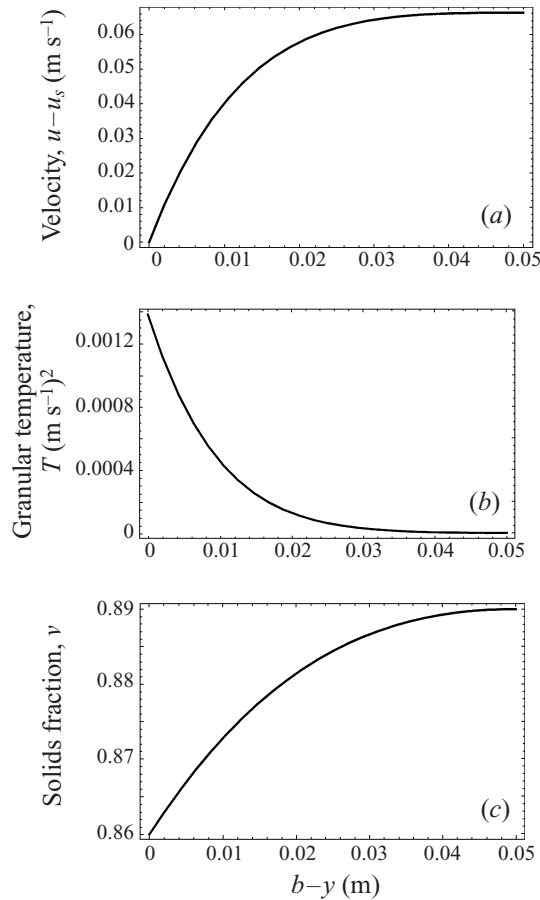 Velocity, u–u_s (m s⁻¹)
0.06
0.05
0.04
0.03
0.02
0.01
0
(a)
0 0.01 0.02 0.03 0.04 0.05
Granular temperature,
T (m s⁻¹)²
0.0012
0.0008
0.0004
0
(b)
0 0.01 0.02 0.03 0.04 0.05
Solids fraction, ν
0.89
0.88
0.87
0.86
(c)
0 0.01 0.02 0.03 0.04 0.05
b–y (m)